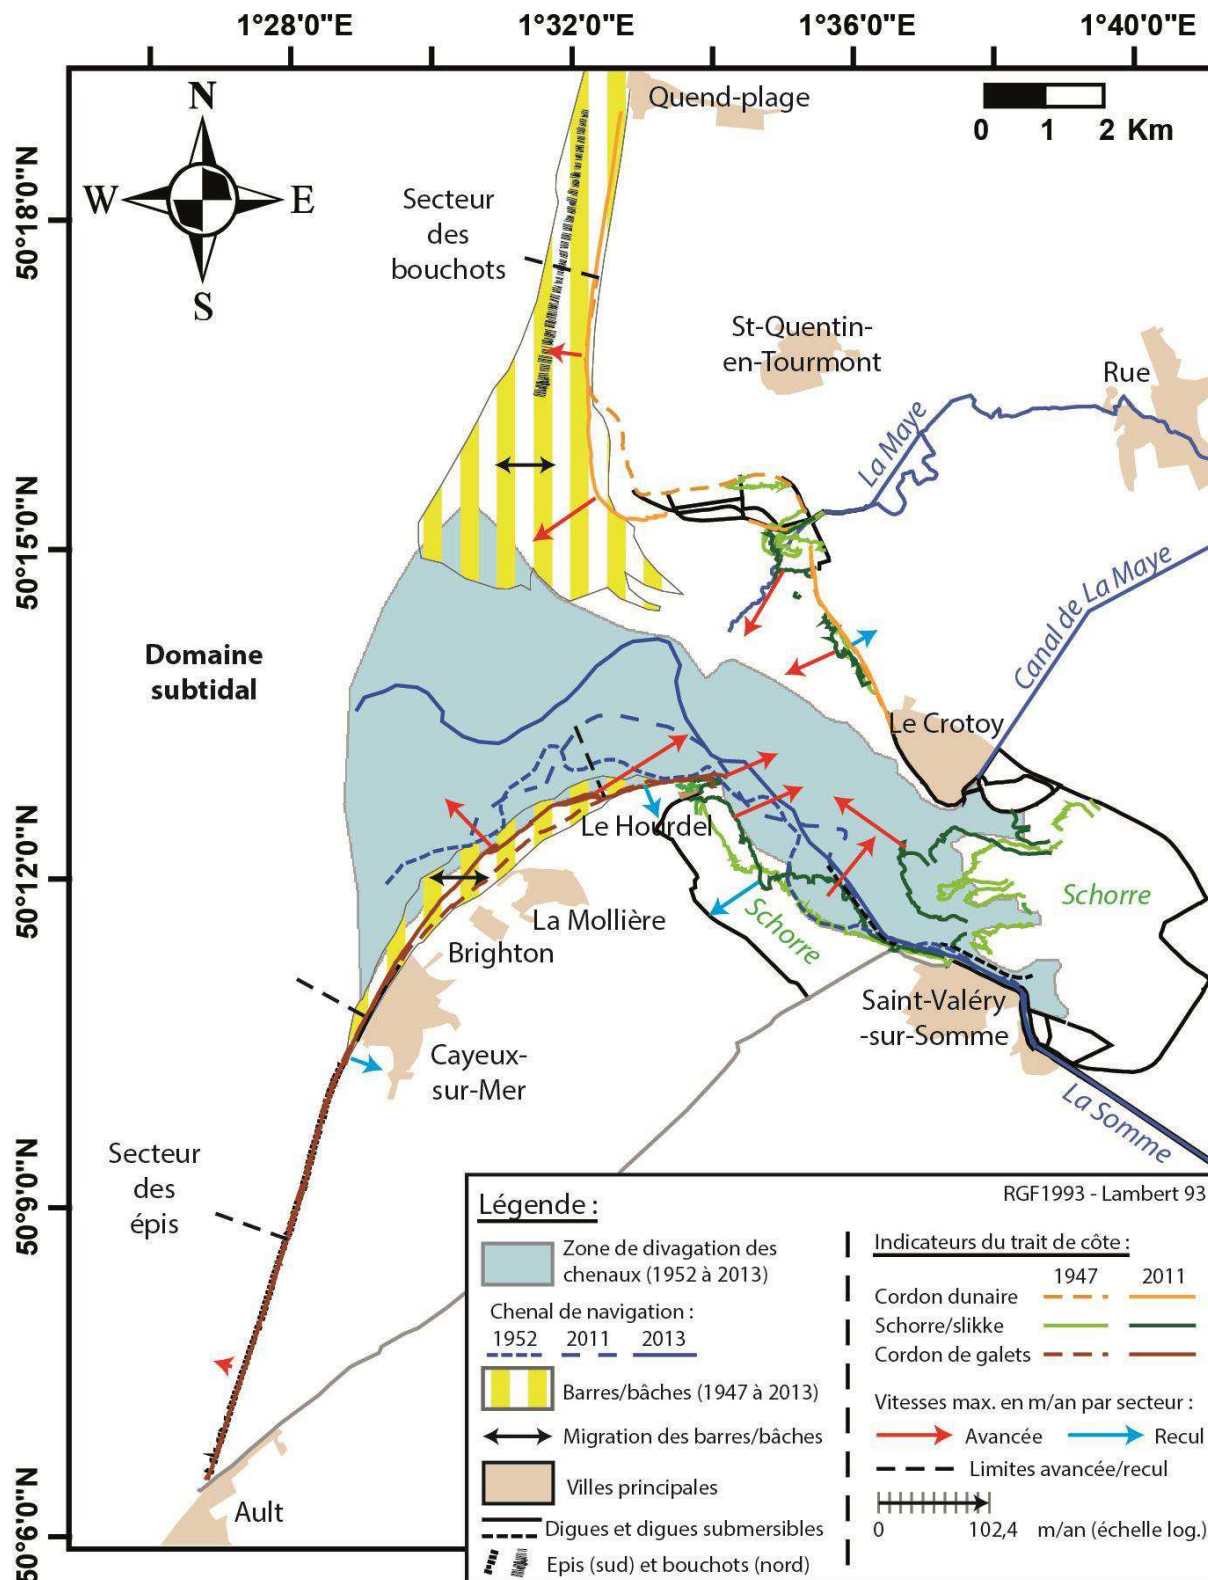 1°28'0"E
1°32'0"E
1°36'0"E
1°40'0"E
N
W
E
S
0 1 2 Km
50°18'0"N
50°15'0"N
50°12'0"N
50°9'0"N
50°6'0"N
Quend-plage
Secteur
des
bouchots
St-Quentin-
en-Tourmont
Rue
La Maye
Canal de La Maye
Domaine
subtidal
Le Crotoy
Le Hourdel
La Mollière
Brighton
Schorre
Schorre
Saint-Valéry
-sur-Somme
Cayeux-
sur-Mer
La Somme
Secteur
des
épis
Ault
Légende :
RGF1993 - Lambert 93
Zone de divagation des
chenaux (1952 à 2013)
Chenal de navigation :
1952 2011 2013
Barres/bâches (1947 à 2013)
Migration des barres/bâches
Villes principales
Digues et digues submersibles
Epis (sud) et bouchots (nord)
Indicateurs du trait de côte :
1947 2011
Cordon dunaire
Schorre/slikke
Cordon de galets
Vitesses max. en m/an par secteur :
Avancée Recul
Limites avancée/recul
0 102,4 m/an (échelle log.)